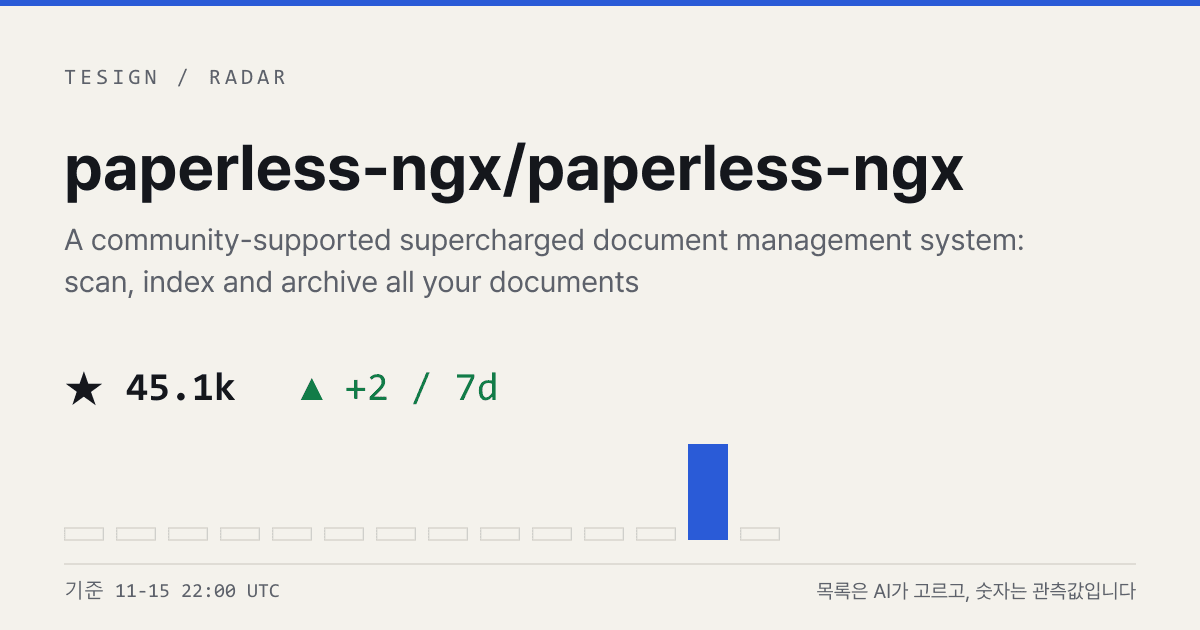 TESIGN / RADAR
paperless-ngx/paperless-ngx
A community-supported supercharged document management system:
scan, index and archive all your documents
★ 45.1k ▲ +2 / 7d
기준 11-15 22:00 UTC
목록은 AI가 고르고, 숫자는 관측값입니다